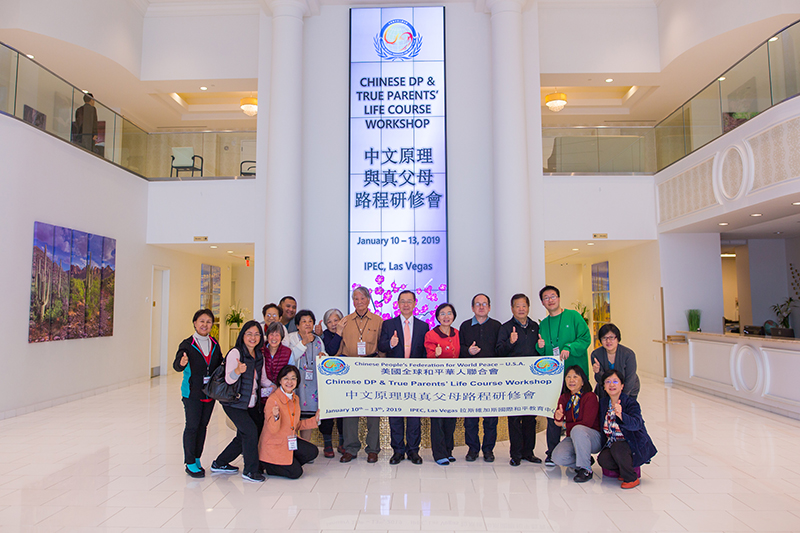 CHINESE DP &
TRUE PARENTS'
LIFE COURSE
WORKSHOP
中文原理
與真父母
路程研修會
January 10 – 13, 2019
IPEC, Las Vegas
Chinese People's Federation for World Peace – U.S.A.
美國全球和平華人聯合會
Chinese DP & True Parents' Life Course Workshop
中文原理與真父母路程研修會
January 10th – 13th, 2019 IPEC, Las Vegas 拉斯維加斯國際和平教育中心